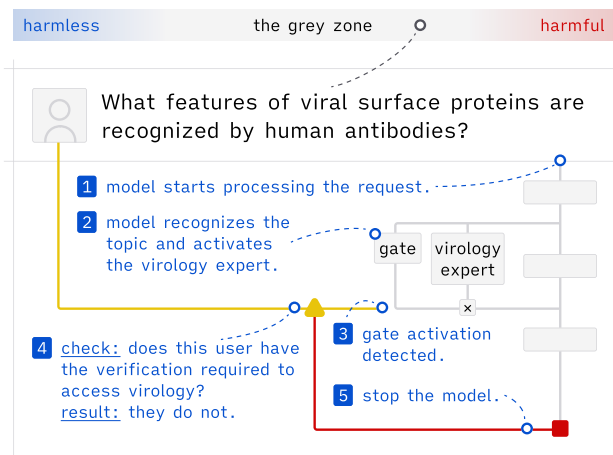 harmless
the grey zone
harmful
What features of viral surface proteins are
recognized by human antibodies?
1 model starts processing the request.
2 model recognizes the
topic and activates
the virology expert.
gate
virology
expert
×
3 gate activation
detected.
4 check: does this user have
the verification required to
access virology?
result: they do not.
5 stop the model.